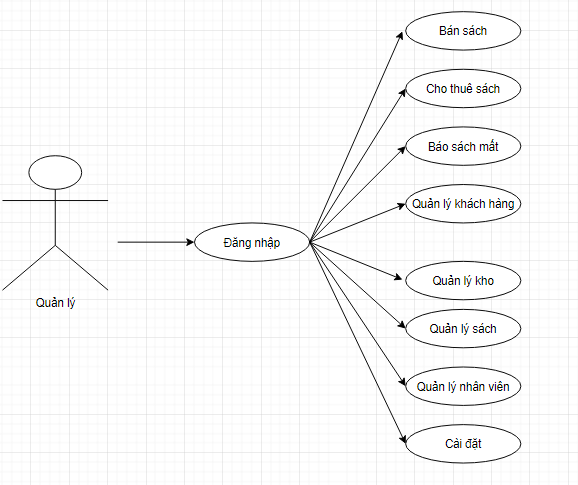 Bán sách
Cho thuê sách
Báo sách mất
Quản lý khách hàng
Đăng nhập
Quản lý kho
Quản lý
Quản lý sách
Quản lý nhân viên
Cài đặt